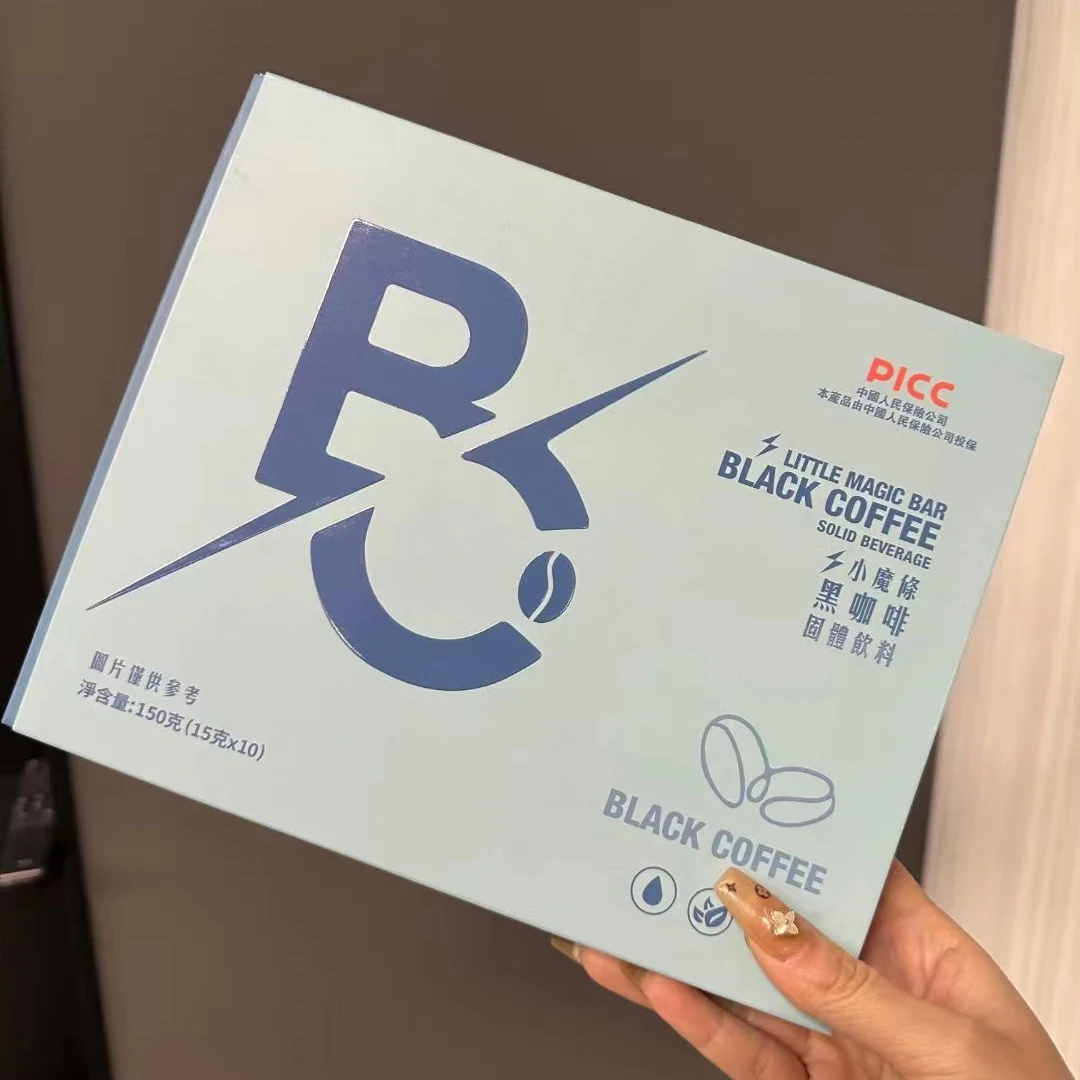 BC
PICC
中國人民保險公司
本産品由中國人民保險公司投保
LITTLE MAGIC BAR
BLACK COFFEE
SOLID BEVERAGE
小魔條
黑咖啡
固體飲料
圖片僅供參考
淨含量:150克(15克x10)
BLACK COFFEE